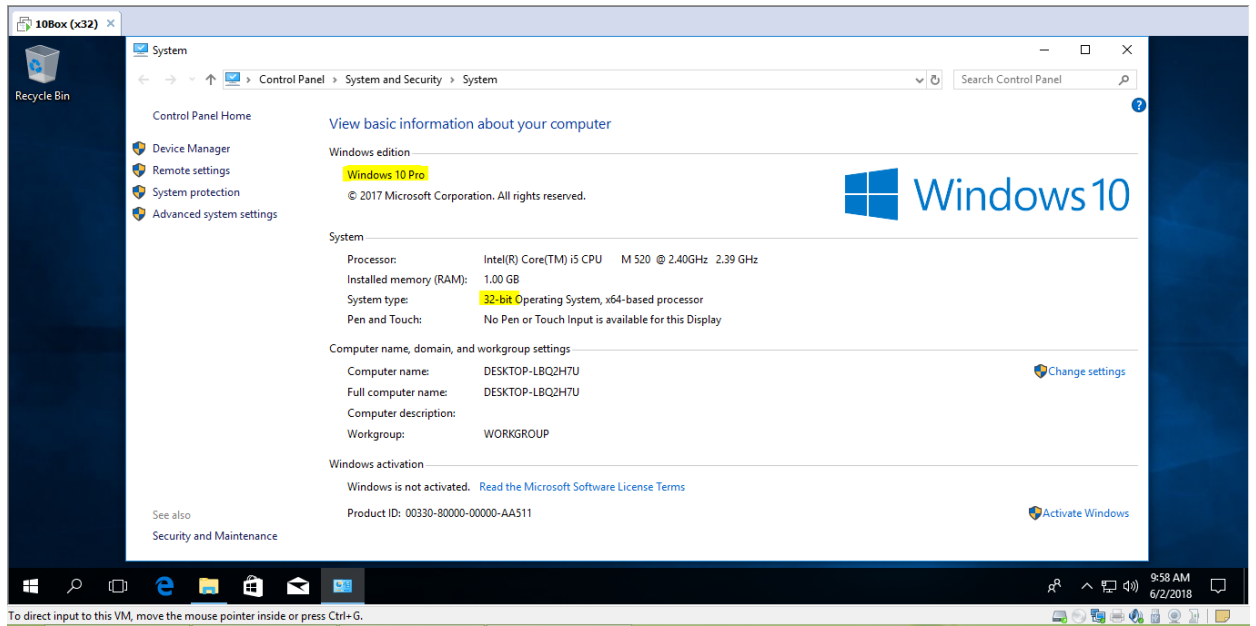 10Box (x32)
Recycle Bin
System
Control Panel > System and Security > System
Search Control Panel
Control Panel Home
Device Manager
Remote settings
System protection
Advanced system settings
View basic information about your computer
Windows edition
Windows 10 Pro
© 2017 Microsoft Corporation. All rights reserved.
Windows 10
System
Processor: Intel(R) Core(TM) i5 CPU M 520 @ 2.40GHz 2.39 GHz
Installed memory (RAM): 1.00 GB
System type: 32-bit Operating System, x64-based processor
Pen and Touch: No Pen or Touch Input is available for this Display
Computer name, domain, and workgroup settings
Computer name: DESKTOP-LBQ2H7U
Change settings
Full computer name: DESKTOP-LBQ2H7U
Computer description:
Workgroup: WORKGROUP
Windows activation
Windows is not activated. Read the Microsoft Software License Terms
Product ID: 00330-80000-00000-AA511
Activate Windows
See also
Security and Maintenance
9:58 AM
6/2/2018
To direct input to this VM, move the mouse pointer inside or press Ctrl+G.